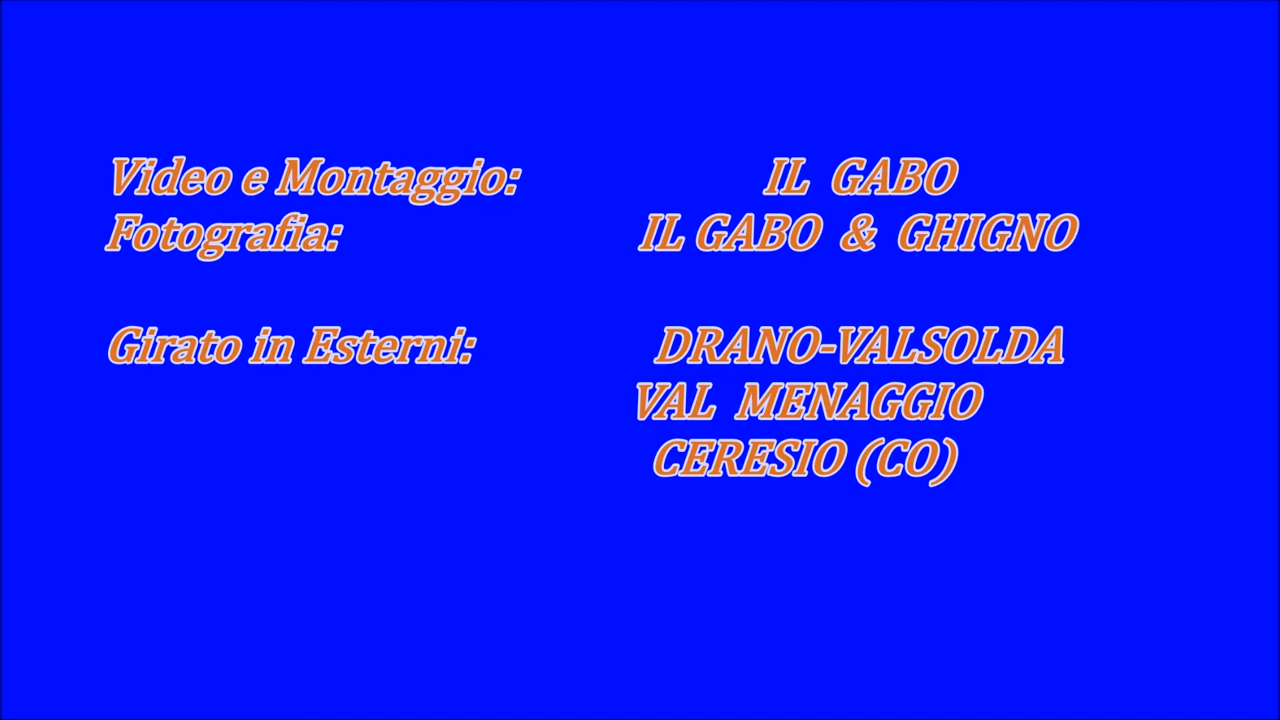 Video e Montaggio: IL GABO
Fotografia: IL GABO & GHIGNO
Girato in Esterni: DRANO-VALSOLDA
VAL MENAGGIO
CERESIO (CO)